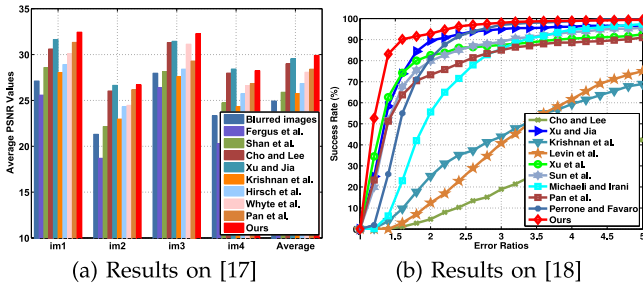 Average PSNR Values
35
30
25
20
15
10
im1
im2
im3
im4
Average
Blurred images
Fergus et al.
Shan et al.
Cho and Lee
Xu and Jia
Krishnan et al.
Hirsch et al.
Whyte et al.
Pan et al.
Ours
(a) Results on [17]
Success Rate (%)
100
90
80
70
60
50
40
30
20
10
0
1
1.5
2
2.5
3
3.5
4
4.5
5
Error Ratios
Cho and Lee
Xu and Jia
Krishnan et al.
Levin et al.
Xu et al.
Sun et al.
Michaeli and Irani
Pan et al.
Perrone and Favaro
Ours
(b) Results on [18]